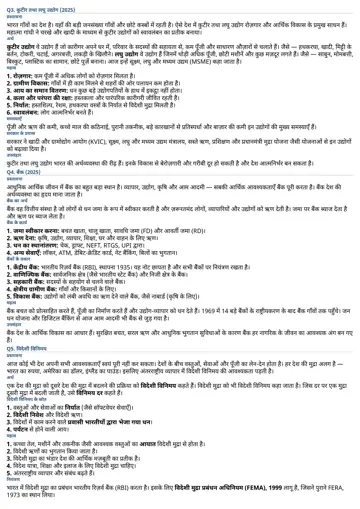 Q3. कुटीर तथा लघु उद्योग (2025)
प्रस्तावना
भारत गाँवों का देश है। यहाँ की बड़ी जनसंख्या गाँवों और छोटे कस्बों में रहती है। ऐसे देश में कुटीर तथा लघु उद्योग रोज़गार और आर्थिक विकास के प्रमुख साधन हैं।
महात्मा गांधी ने चरखे और खादी के माध्यम से कुटीर उद्योगों को स्वावलंबन का प्रतीक बनाया।
अर्थ
कुटीर उद्योग वे उद्योग हैं जो कारीगर अपने घर में, परिवार के सदस्यों की सहायता से, कम पूँजी और साधारण औज़ारों से चलाते हैं। जैसे — हथकरघा, खादी, मिट्टी के
बर्तन, टोकरी, चटाई, अगरबत्ती, लकड़ी के खिलौने। लघु उद्योग वे उद्योग हैं जिनमें थोड़ी अधिक पूँजी, छोटी मशीनें और कुछ मज़दूर लगते हैं। जैसे — साबुन, मोमबत्ती,
बिस्कुट, प्लास्टिक का सामान, छोटे पुर्जे बनाना। आज इन्हें सूक्ष्म, लघु और मध्यम उद्यम (MSME) कहा जाता है।
महत्व
1. रोज़गार: कम पूँजी में अधिक लोगों को रोज़गार मिलता है।
2. ग्रामीण विकास: गाँवों में ही काम मिलने से शहरों की ओर पलायन कम होता है।
3. आय का समान वितरण: धन कुछ बड़े उद्योगपतियों के हाथ में इकट्ठा नहीं होता।
4. कला और परंपरा की रक्षा: हस्तकला और पारंपरिक कारीगरी जीवित रहती है।
5. निर्यात: हस्तशिल्प, रेशम, हथकरघा वस्त्रों के निर्यात से विदेशी मुद्रा मिलती है।
6. स्वावलंबन: लोग आत्मनिर्भर बनते हैं।
समस्याएँ
पूँजी और ऋण की कमी, कच्चे माल की कठिनाई, पुरानी तकनीक, बड़े कारखानों से प्रतिस्पर्धा और बाज़ार की कमी इन उद्योगों की मुख्य समस्याएँ हैं।
सरकार के प्रयास
सरकार ने खादी और ग्रामोद्योग आयोग (KVIC), सूक्ष्म, लघु और मध्यम उद्यम मंत्रालय, सस्ते ऋण, प्रशिक्षण और प्रधानमंत्री मुद्रा योजना जैसी योजनाओं से इन उद्योगों
को बढ़ावा दिया है।
उपसंहार
कुटीर तथा लघु उद्योग भारत की अर्थव्यवस्था की रीढ़ हैं। इनके विकास से बेरोज़गारी और गरीबी दूर हो सकती है और देश आत्मनिर्भर बन सकता है।
Q4. बैंक (2025)
प्रस्तावना
आधुनिक आर्थिक जीवन में बैंक का बहुत बड़ा स्थान है। व्यापार, उद्योग, कृषि और आम आदमी — सबकी आर्थिक आवश्यकताएँ बैंक पूरी करता है। बैंक देश की
अर्थव्यवस्था का हृदय माना जाता है।
बैंक का अर्थ
बैंक वह वित्तीय संस्था है जो लोगों से धन जमा के रूप में स्वीकार करती है और ज़रूरतमंद लोगों, व्यापारियों और उद्योगों को ऋण देती है। जमा पर बैंक ब्याज देता है
और ऋण पर ब्याज लेता है।
बैंक के कार्य
1. जमा स्वीकार करना: बचत खाता, चालू खाता, सावधि जमा (FD) और आवर्ती जमा (RD)।
2. ऋण देना: कृषि, उद्योग, व्यापार, शिक्षा, घर और वाहन के लिए ऋण।
3. धन का स्थानांतरण: चेक, ड्राफ्ट, NEFT, RTGS, UPI द्वारा।
4. अन्य सेवाएँ: लॉकर, ATM, डेबिट-क्रेडिट कार्ड, नेट बैंकिंग, बिलों का भुगतान।
बैंकों के प्रकार
1. केंद्रीय बैंक: भारतीय रिज़र्व बैंक (RBI), स्थापना 1935। यह नोट छापता है और सभी बैंकों पर नियंत्रण रखता है।
2. वाणिज्यिक बैंक: सार्वजनिक क्षेत्र (जैसे भारतीय स्टेट बैंक) और निजी क्षेत्र के बैंक।
3. सहकारी बैंक: सदस्यों के सहयोग से चलने वाले बैंक।
4. क्षेत्रीय ग्रामीण बैंक: गाँवों और किसानों के लिए।
5. विकास बैंक: उद्योगों को लंबी अवधि का ऋण देने वाले बैंक, जैसे नाबार्ड (कृषि के लिए)।
महत्व
बैंक बचत को प्रोत्साहित करते हैं, पूँजी का निर्माण करते हैं और उद्योग-व्यापार को धन देते हैं। 1969 में 14 बड़े बैंकों के राष्ट्रीयकरण के बाद बैंक गाँवों तक पहुँचे। जन
धन योजना और डिजिटल बैंकिंग से आज आम आदमी भी बैंक से जुड़ गया है।
उपसंहार
बैंक देश के आर्थिक विकास का आधार हैं। सुरक्षित बचत, सरल ऋण और आधुनिक भुगतान सुविधाओं के कारण बैंक हर नागरिक के जीवन का आवश्यक अंग बन गए
हैं।
Q5. विदेशी विनिमय
प्रस्तावना
आज कोई भी देश अपनी सभी आवश्यकताएँ स्वयं पूरी नहीं कर सकता। देशों के बीच वस्तुओं, सेवाओं और पूँजी का लेन-देन होता है। हर देश की मुद्रा अलग है —
भारत का रुपया, अमेरिका का डॉलर, इंग्लैंड का पाउंड। इसलिए अंतरराष्ट्रीय व्यापार में विदेशी विनिमय की आवश्यकता पड़ती है।
अर्थ
एक देश की मुद्रा को दूसरे देश की मुद्रा में बदलने की प्रक्रिया को विदेशी विनिमय कहते हैं। विदेशी मुद्रा को भी विदेशी विनिमय कहा जाता है। जिस दर पर एक मुद्रा
दूसरी मुद्रा में बदली जाती है, उसे विनिमय दर कहते हैं।
विदेशी विनिमय के स्रोत
1. वस्तुओं और सेवाओं का निर्यात (जैसे सॉफ्टवेयर सेवाएँ)।
2. विदेशी निवेश और विदेशी ऋण।
3. विदेशों में काम करने वाले प्रवासी भारतीयों द्वारा भेजा गया धन।
4. पर्यटन से होने वाली आय।
महत्व
1. कच्चा तेल, मशीनें और तकनीक जैसी आवश्यक वस्तुओं का आयात विदेशी मुद्रा से होता है।
2. विदेशी ऋणों का भुगतान किया जाता है।
3. विदेशी मुद्रा का भंडार देश की आर्थिक मज़बूती का प्रतीक है।
4. विदेश यात्रा, शिक्षा और इलाज के लिए विदेशी मुद्रा चाहिए।
5. अंतरराष्ट्रीय व्यापार और संबंध बढ़ते हैं।
नियंत्रण
भारत में विदेशी मुद्रा का प्रबंधन भारतीय रिज़र्व बैंक (RBI) करता है। इसके लिए विदेशी मुद्रा प्रबंधन अधिनियम (FEMA), 1999 लागू है, जिसने पुराने FERA,
1973 का स्थान लिया।